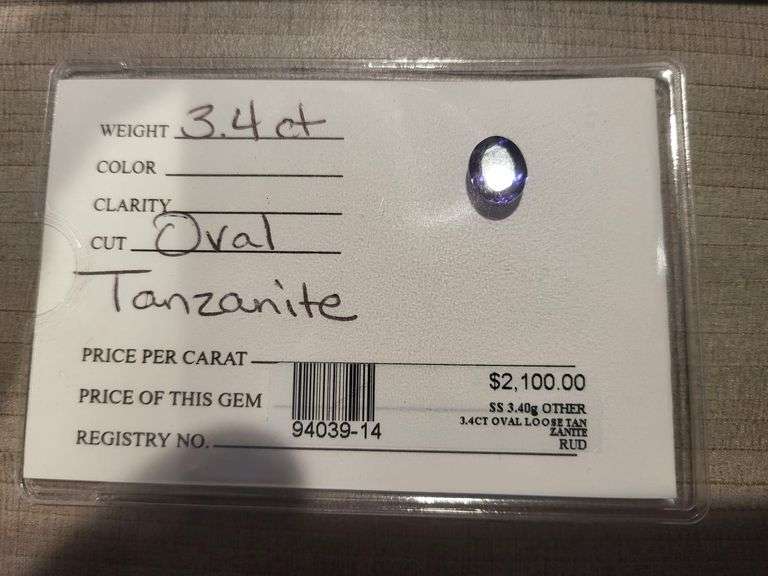 WEIGHT 3.4 ct
COLOR
CLARITY
CUT Oval
Tanzanite
PRICE PER CARAT
PRICE OF THIS GEM
REGISTRY NO.
94039-14
$2,100.00
SS 3.40g OTHER
3.4CT OVAL LOOSE TAN
ZANITE
RUD